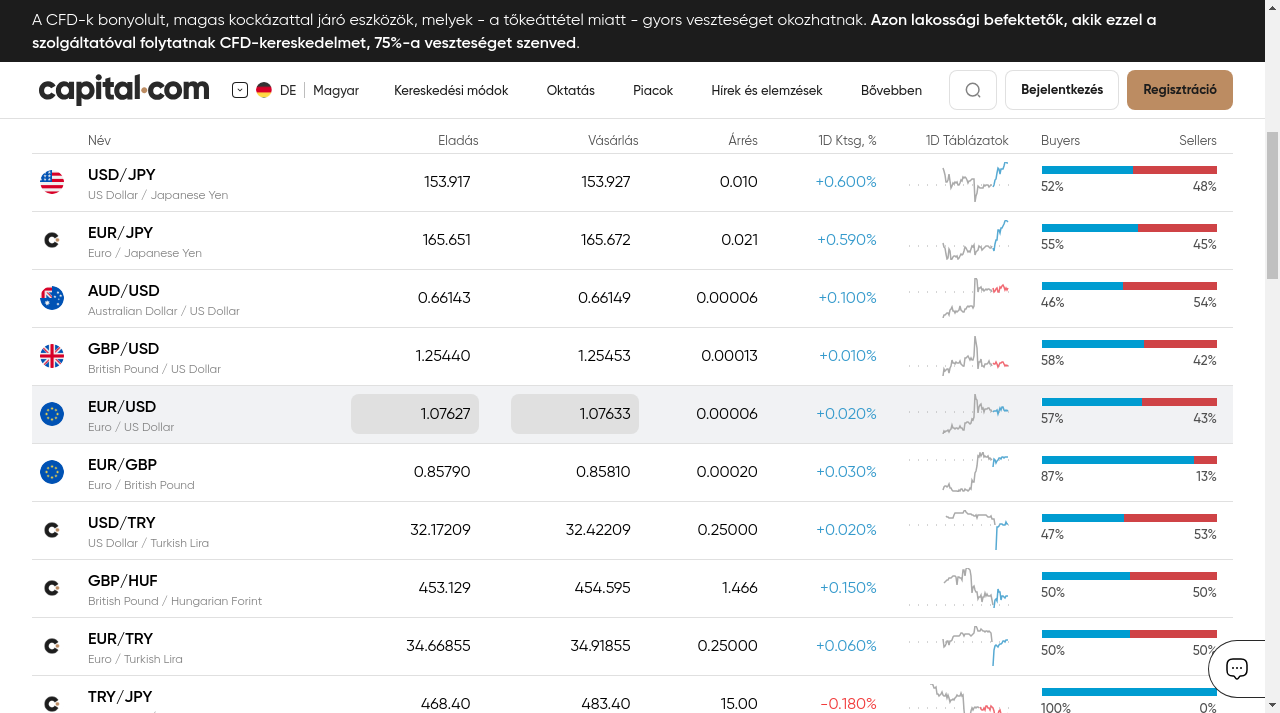 A CFD-k bonyolult, magas kockázattal járó eszközök, melyek - a tőkeáttétel miatt - gyors veszteséget okozhatnak. Azon lakossági befektetők, akik ezzel a
szolgáltatóval folytatnak CFD-kereskedelmet, 75%-a veszteséget szenved.
capital.com DE Magyar Kereskedési módok Oktatás Piacok Hírek és elemzések Bővebben Bejelentkezés Regisztráció
Név Eladás Vásárlás Árrés 1D Ktsg, % 1D Táblázatok Buyers Sellers
USD/JPY 153.917 153.927 0.010 +0.600% 52% 48%
US Dollar / Japanese Yen
EUR/JPY 165.651 165.672 0.021 +0.590% 55% 45%
Euro / Japanese Yen
AUD/USD 0.66143 0.66149 0.00006 +0.100% 46% 54%
Australian Dollar / US Dollar
GBP/USD 1.25440 1.25453 0.00013 +0.010% 58% 42%
British Pound / US Dollar
EUR/USD 1.07627 1.07633 0.00006 +0.020% 57% 43%
Euro / US Dollar
EUR/GBP 0.85790 0.85810 0.00020 +0.030% 87% 13%
Euro / British Pound
USD/TRY 32.17209 32.42209 0.25000 +0.020% 47% 53%
US Dollar / Turkish Lira
GBP/HUF 453.129 454.595 1.466 +0.150% 50% 50%
British Pound / Hungarian Forint
EUR/TRY 34.66855 34.91855 0.25000 +0.060% 50% 50%
Euro / Turkish Lira
TRY/JPY 468.40 483.40 15.00 -0.180% 100% 0%